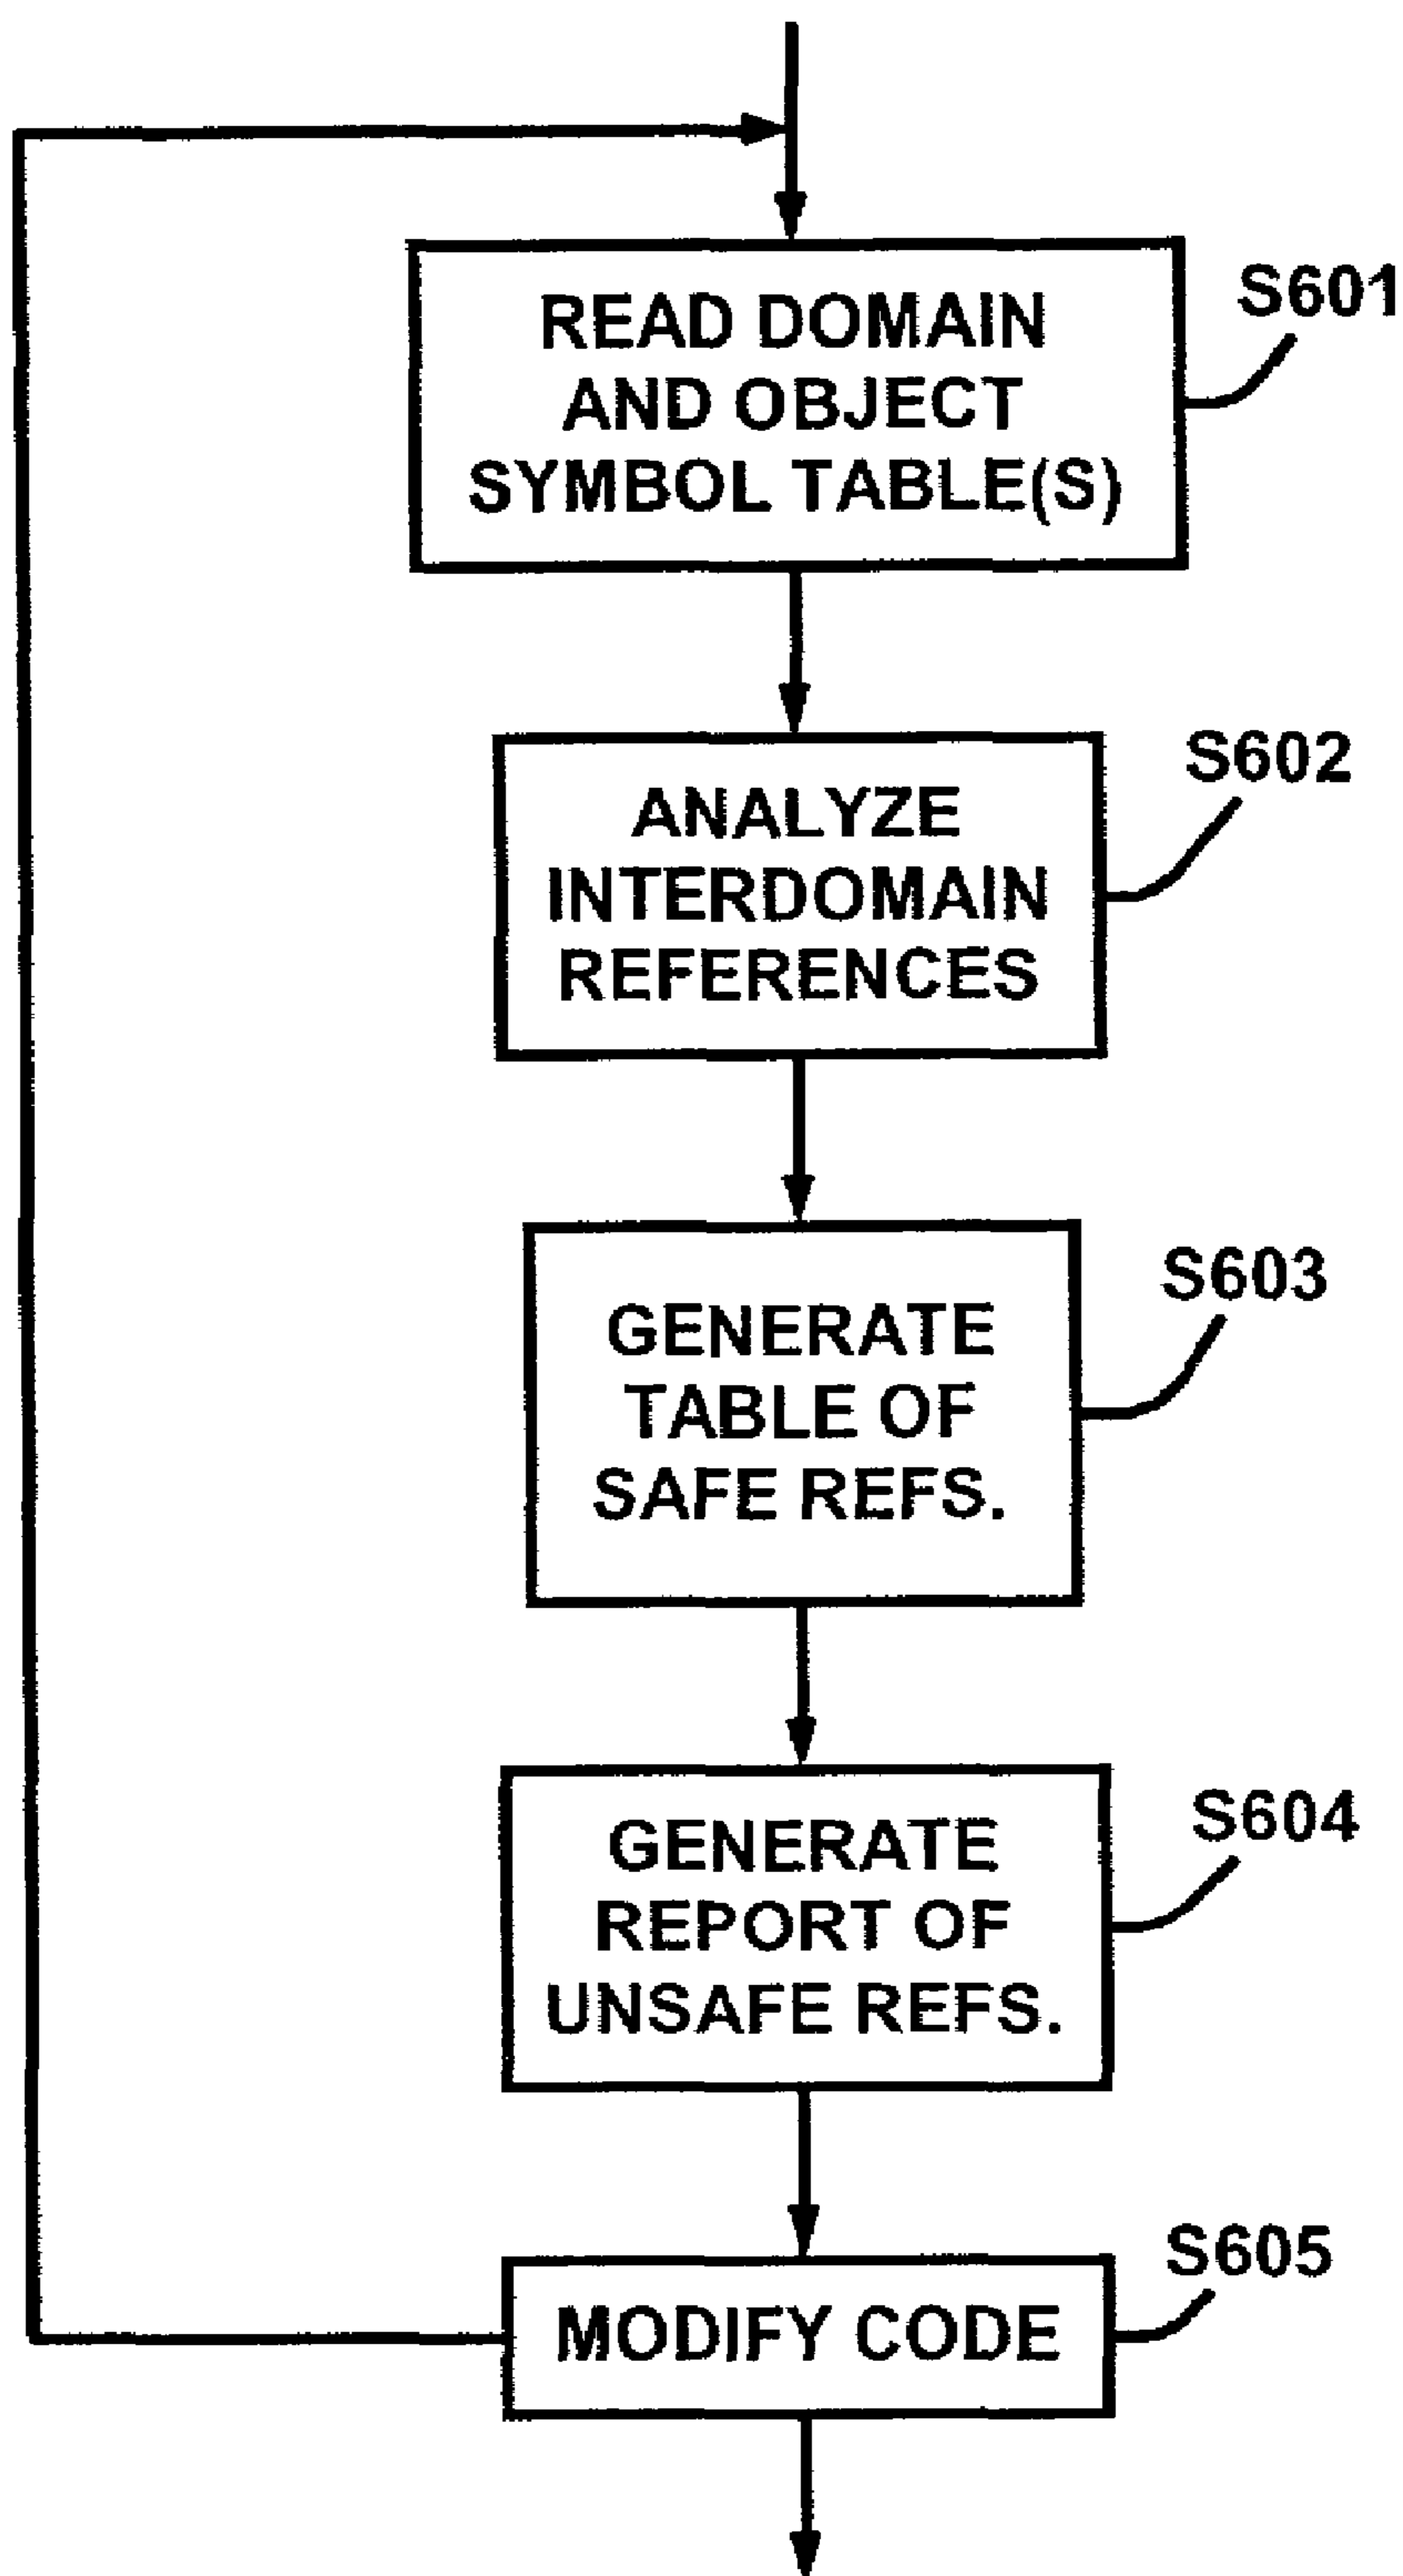 READ DOMAIN
AND OBJECT
SYMBOL TABLE(S)
S601
ANALYZE
INTERDOMAIN
REFERENCES
S602
GENERATE
TABLE OF
SAFE REFS.
S603
GENERATE
REPORT OF
UNSAFE REFS.
S604
MODIFY CODE
S605